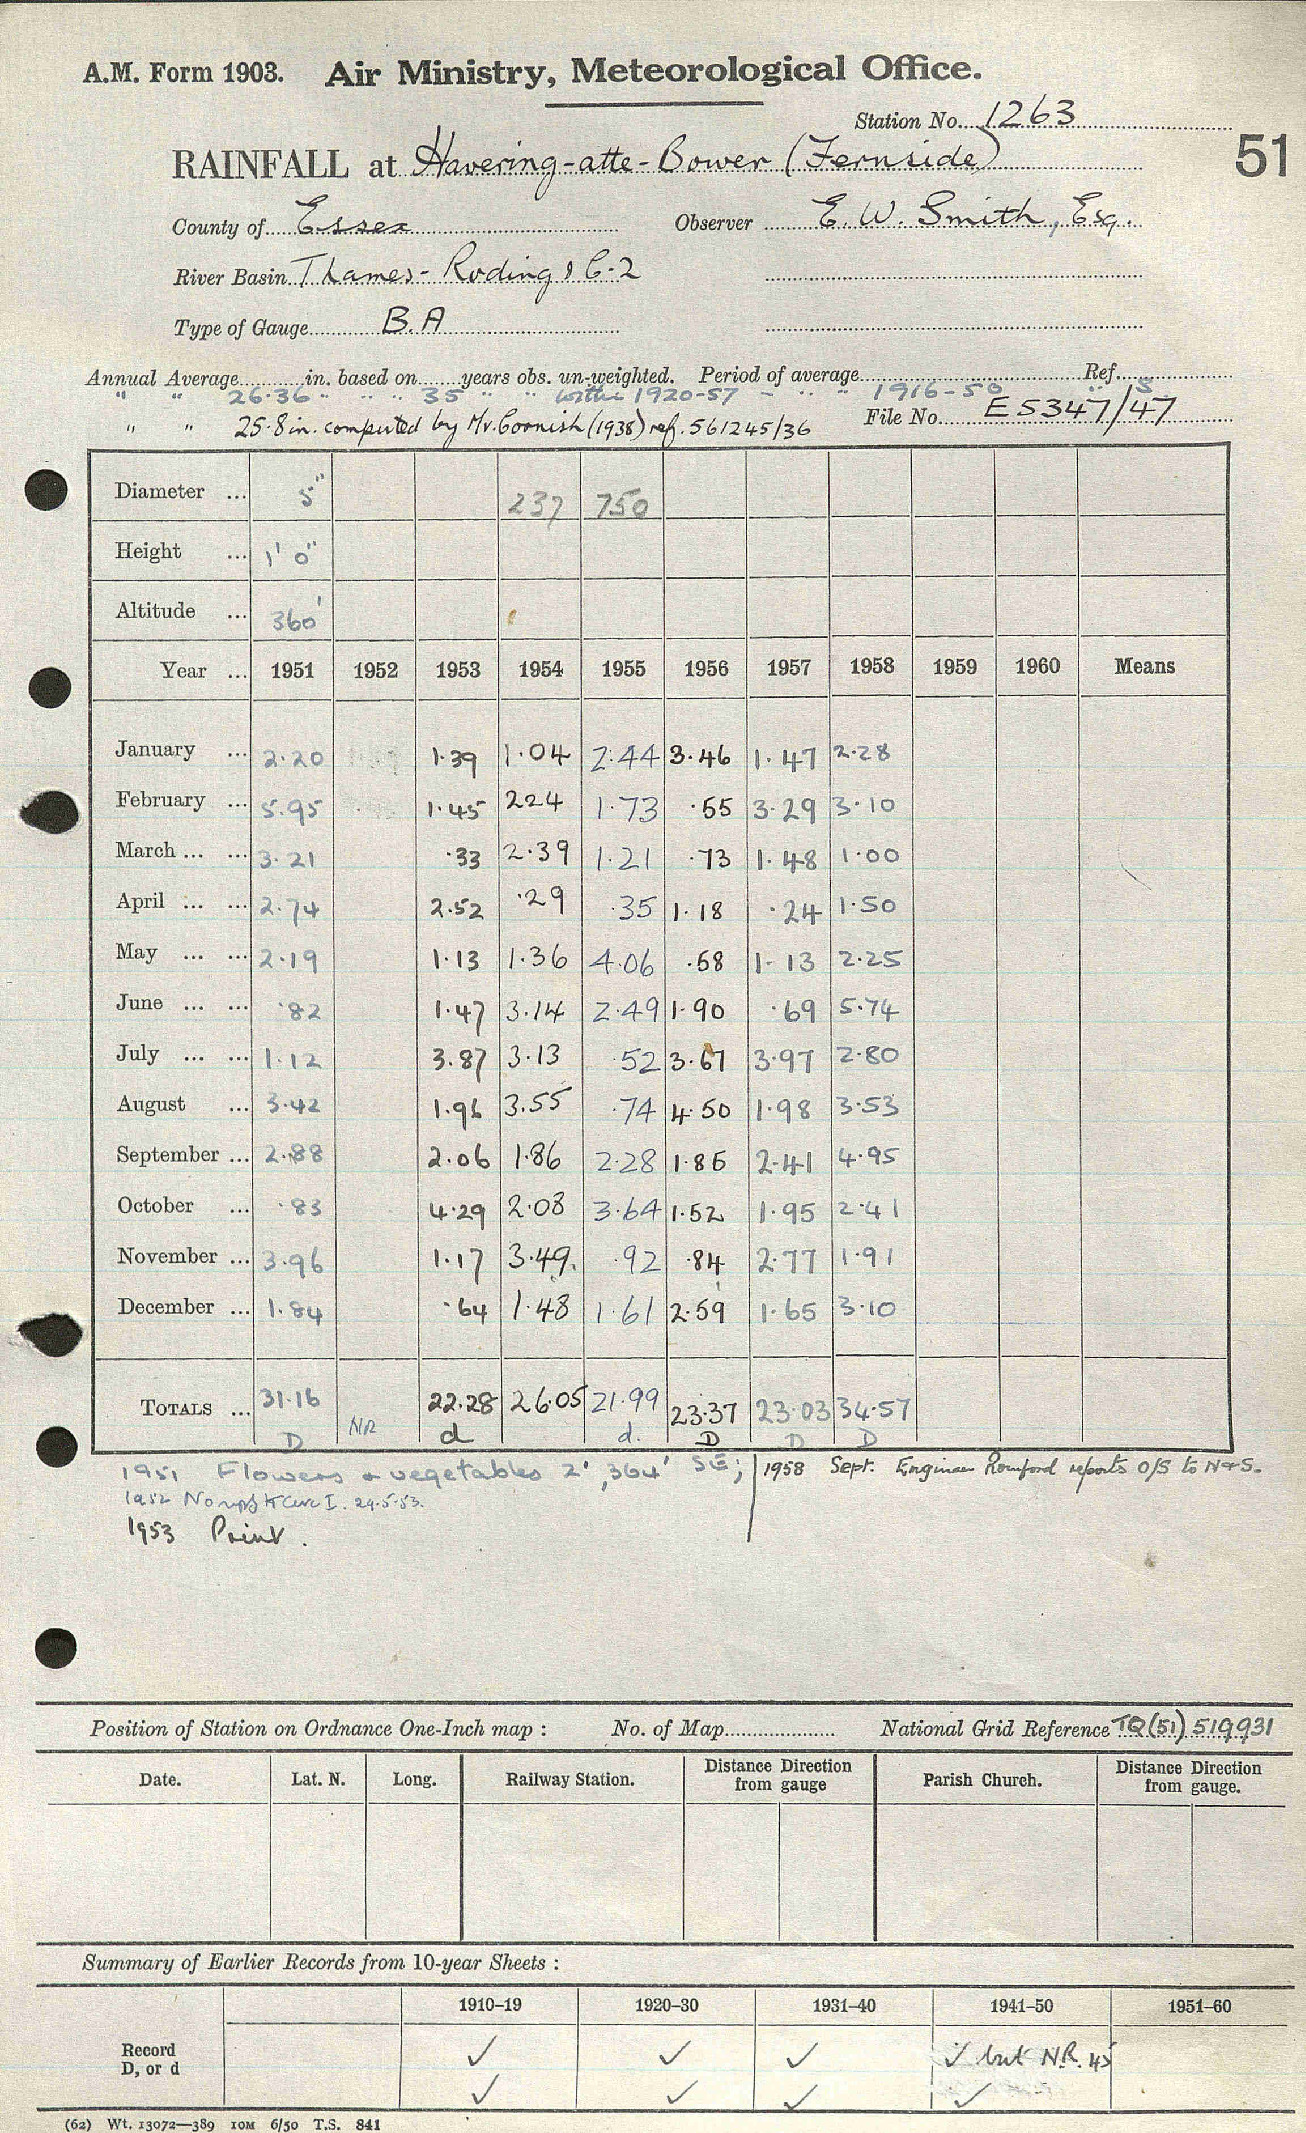 A.M. Form 1903. Air Ministry, Meteorological Office.
Station No. 1263
51
RAINFALL at Havering-atte-Bower (Fernside)
County of Essex Observer E. W. Smith, Esq.
River Basin Thames - Roding & C-2
Type of Gauge B.A
Annual Average in. based on years obs. un-weighted. Period of average Ref.
" " 26.36 " " " 35 " " within 1920-57 - " " 1916-50 " S
" " 25.8 in. computed by Mr. Cornish (1938) ref. 561245/36 File No. E5347/47
Diameter ... 5" 237 750
Height ... 1' 0"
Altitude ... 360'
Year ... 1951 1952 1953 1954 1955 1956 1957 1958 1959 1960 Means
January ... 2.20 1.39 1.04 2.44 3.46 1.47 2.28
February ... 5.95 1.45 2.24 1.73 .55 3.29 3.10
March ... ... 3.21 .33 2.39 1.21 .73 1.48 1.00
April ... ... 2.74 2.52 .29 .35 1.18 .24 1.50
May ... ... 2.19 1.13 1.36 4.06 .58 1.13 2.25
June ... ... .82 1.47 3.14 2.49 1.90 .69 5.74
July ... ... 1.12 3.87 3.13 .52 3.67 3.97 2.80
August ... 3.42 1.96 3.55 .74 4.50 1.98 3.53
September ... 2.88 2.06 1.86 2.28 1.85 2.41 4.95
October ... .83 4.29 2.08 3.64 1.52 1.95 2.41
November ... 3.96 1.17 3.49. .92 .84 2.77 1.91
December ... 1.84 .64 1.48 1.61 2.59 1.65 3.10
TOTALS ... 31.16 NR 22.28 26.05 21.99 23.37 23.03 34.57
D d d. D D D
1951 Flowers & vegetables 2', 364' SE; 1958 Sept. Engineer Romford reports O/S to N & S.
1952 No 24.5.53.
1953 Print.
Position of Station on Ordnance One-Inch map : No. of Map National Grid Reference TQ(51) 519931
Date. Lat. N. Long. Railway Station. Distance Direction from gauge Parish Church. Distance Direction from gauge.
Summary of Earlier Records from 10-year Sheets :
1910–19 1920–30 1931–40 1941–50 1951–60
Record ✓ ✓ ✓ ✓ but N.R. 45
D, or d ✓ ✓ ✓ ✓
(62) Wt. 13072—389 10M 6/50 T.S. 841